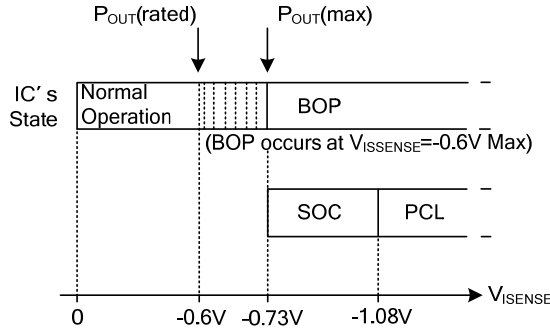 POUT(rated) POUT(max)
IC's State
Normal Operation
BOP
(BOP occurs at VISSENSE=-0.6V Max)
SOC PCL
0 -0.6V -0.73V -1.08V VISENSE